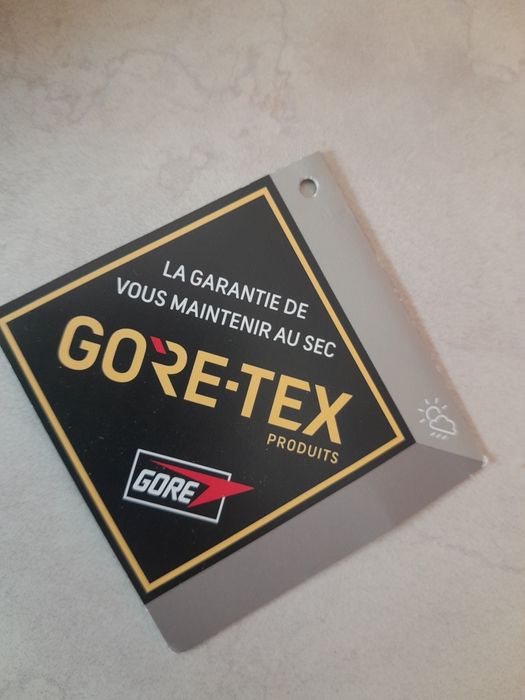 LA GARANTIE DE
VOUS MAINTENIR AU SEC
GORE-TEX
PRODUITS
GORE